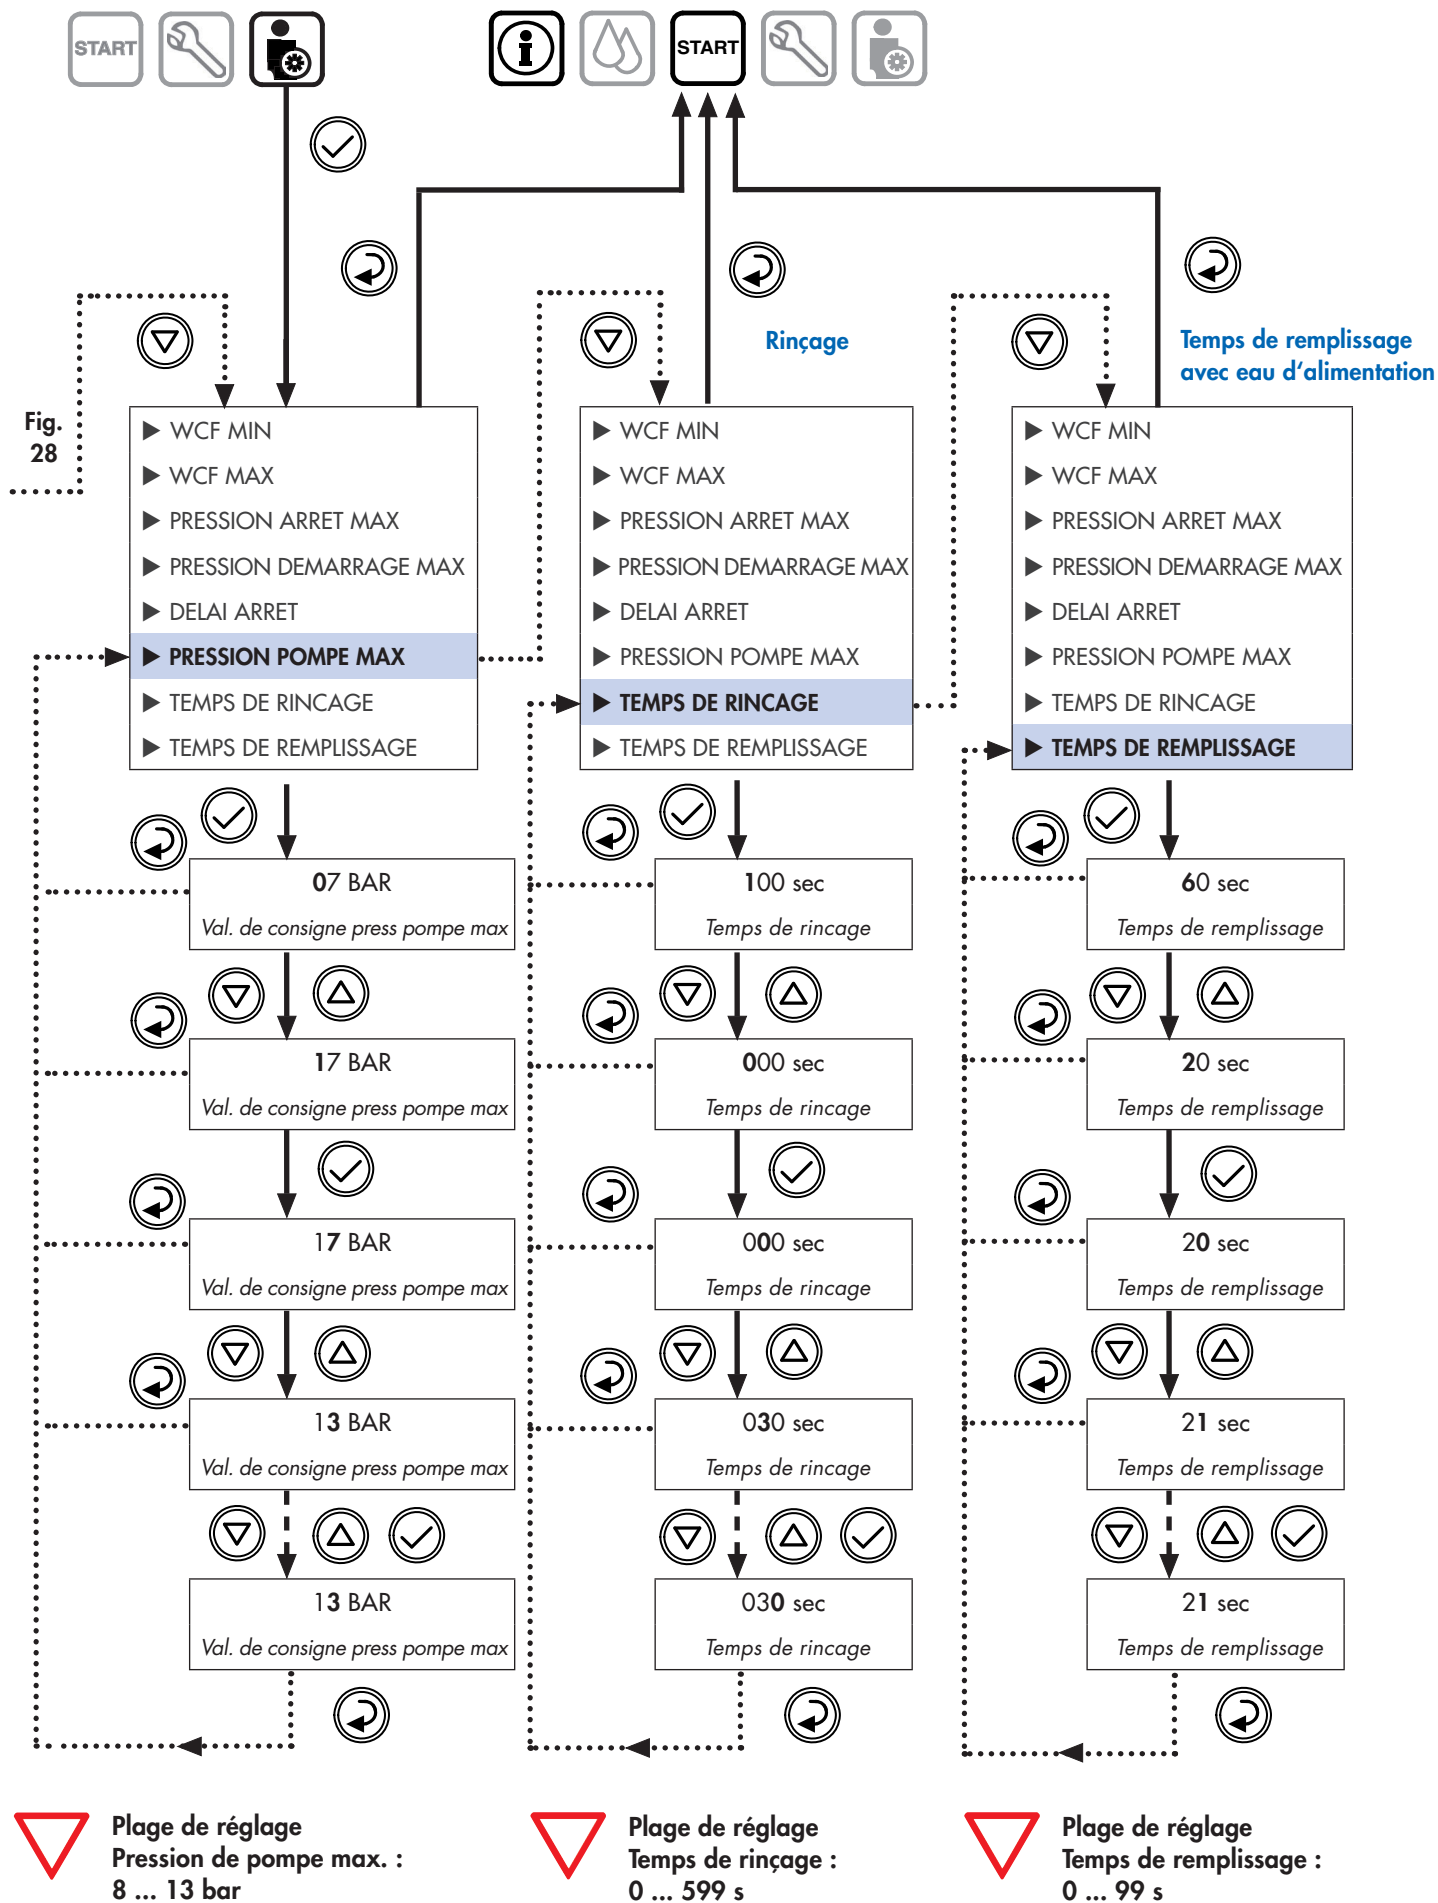 START
START
Rinçage
Temps de remplissage
avec eau d‘alimentation
Fig.
28
▶ WCF MIN
▶ WCF MAX
▶ PRESSION ARRET MAX
▶ PRESSION DEMARRAGE MAX
▶ DELAI ARRET
▶ PRESSION POMPE MAX
▶ TEMPS DE RINCAGE
▶ TEMPS DE REMPLISSAGE
07 BAR
Val. de consigne press pompe max
17 BAR
Val. de consigne press pompe max
17 BAR
Val. de consigne press pompe max
13 BAR
Val. de consigne press pompe max
13 BAR
Val. de consigne press pompe max
▶ WCF MIN
▶ WCF MAX
▶ PRESSION ARRET MAX
▶ PRESSION DEMARRAGE MAX
▶ DELAI ARRET
▶ PRESSION POMPE MAX
▶ TEMPS DE RINCAGE
▶ TEMPS DE REMPLISSAGE
100 sec
Temps de rincage
000 sec
Temps de rincage
000 sec
Temps de rincage
030 sec
Temps de rincage
030 sec
Temps de rincage
▶ WCF MIN
▶ WCF MAX
▶ PRESSION ARRET MAX
▶ PRESSION DEMARRAGE MAX
▶ DELAI ARRET
▶ PRESSION POMPE MAX
▶ TEMPS DE RINCAGE
▶ TEMPS DE REMPLISSAGE
60 sec
Temps de remplissage
20 sec
Temps de remplissage
20 sec
Temps de remplissage
21 sec
Temps de remplissage
21 sec
Temps de remplissage
Plage de réglage
Pression de pompe max. :
8 ... 13 bar
Plage de réglage
Temps de rinçage :
0 ... 599 s
Plage de réglage
Temps de remplissage :
0 ... 99 s